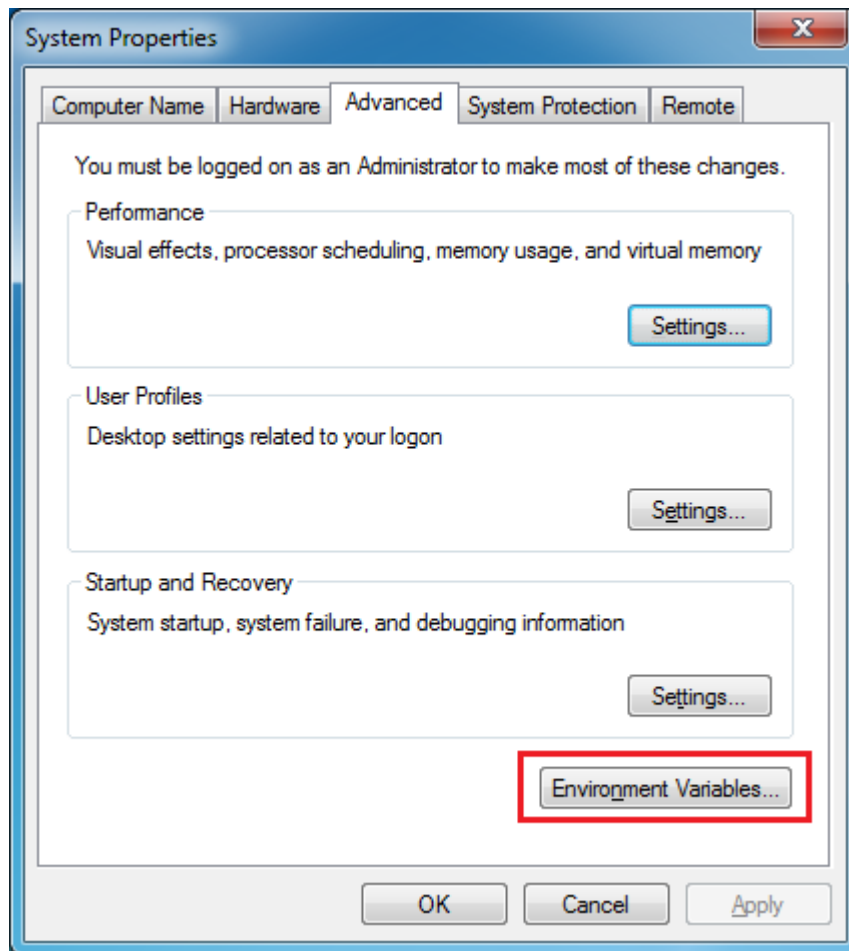 System Properties
Computer Name Hardware Advanced System Protection Remote
You must be logged on as an Administrator to make most of these changes.
Performance
Visual effects, processor scheduling, memory usage, and virtual memory
Settings...
User Profiles
Desktop settings related to your logon
Settings...
Startup and Recovery
System startup, system failure, and debugging information
Settings...
Environment Variables...
OK Cancel Apply